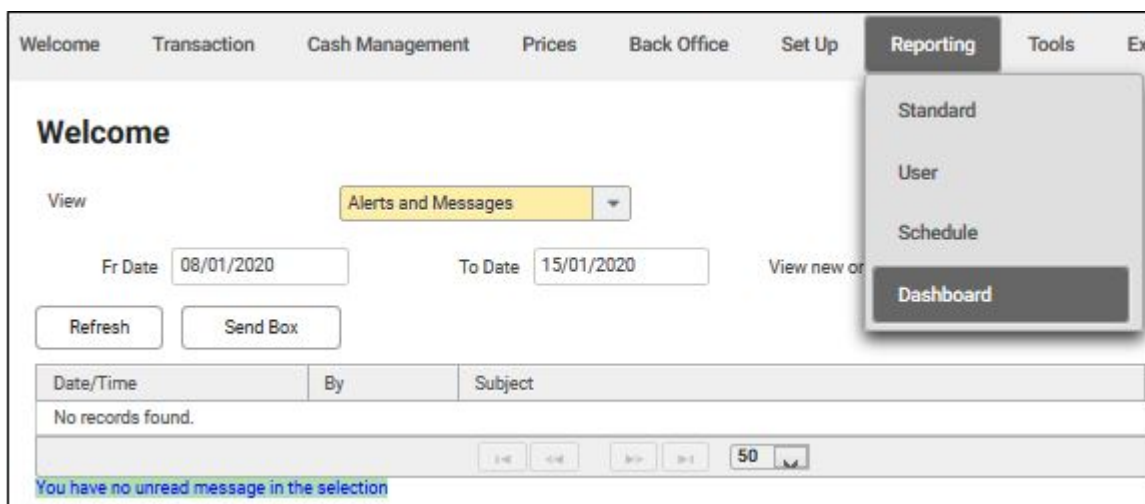 Welcome Transaction Cash Management Prices Back Office Set Up Reporting Tools Ex
Standard
User
Schedule
Dashboard
Welcome
View Alerts and Messages
Fr Date 08/01/2020 To Date 15/01/2020 View new or
Refresh Send Box
Date/Time By Subject
No records found.
50
You have no unread message in the selection